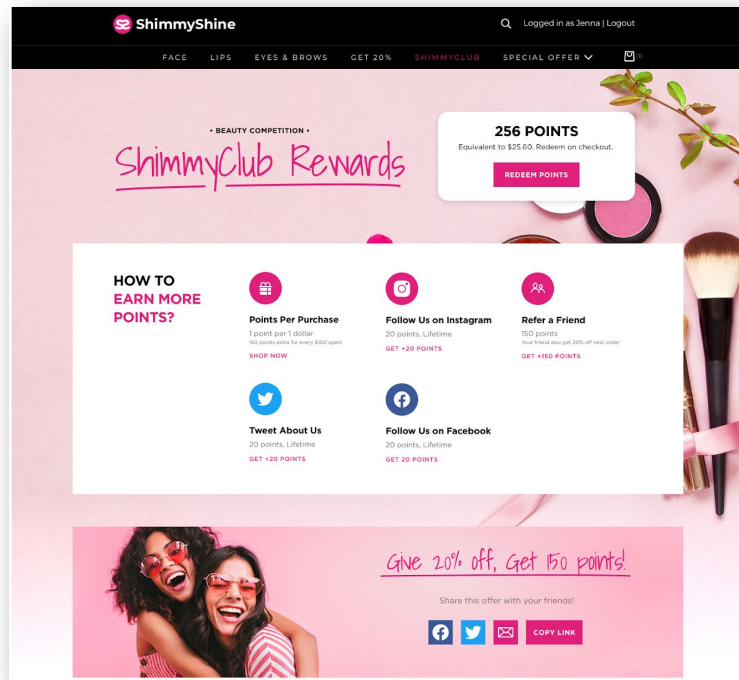 ShimmyShine
Logged in as Jenna | Logout
FACE LIPS EYES & BROWS GET 20% SHIMMYCLUB SPECIAL OFFER (1)
• BEAUTY COMPETITION •
ShimmyClub Rewards
256 POINTS
Equivalent to $25.60. Redeem on checkout.
REDEEM POINTS
HOW TO
EARN MORE
POINTS?
Points Per Purchase
1 point per 1 dollar
150 points extra for every $150 spent
SHOP NOW
Follow Us on Instagram
20 points, Lifetime
GET +20 POINTS
Refer a Friend
150 points
Your friend also get 20% off next order
GET +150 POINTS
Tweet About Us
20 points, Lifetime
GET +20 POINTS
Follow Us on Facebook
20 points, Lifetime
GET 20 POINTS
Give 20% off, Get 150 points!
Share this offer with your friends!
COPY LINK